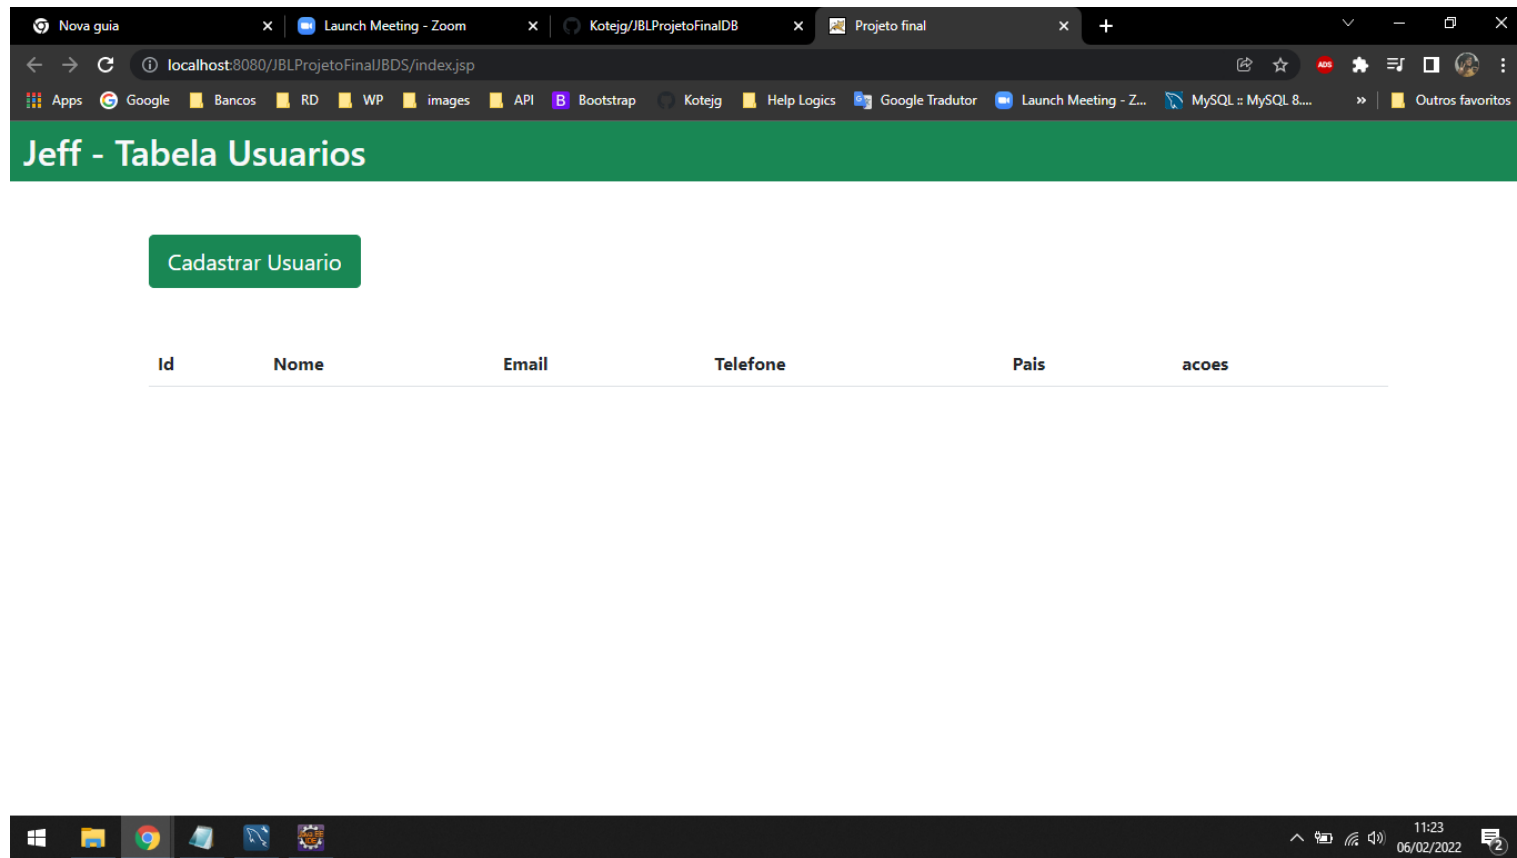 Nova guia
Launch Meeting - Zoom
Kotejg/JBLProjetoFinalDB
Projeto final
localhost:8080/JBLProjetoFinalJBDS/index.jsp
ADS
Apps Google Bancos RD WP images API B Bootstrap Kotejg Help Logics Google Tradutor Launch Meeting - Z... MySQL :: MySQL 8.... » Outros favoritos
Jeff - Tabela Usuarios
Cadastrar Usuario
Id Nome Email Telefone Pais acoes
11:23
06/02/2022
2